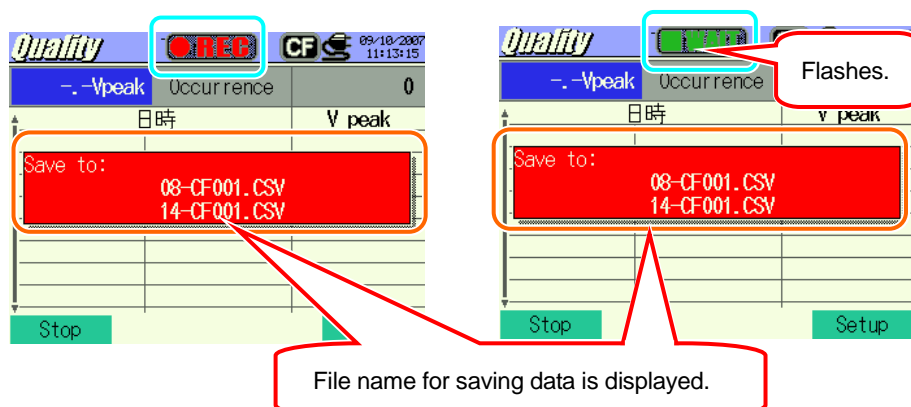 Quality
REC
CF
09/10/2007
11:13:15
-.-Vpeak Occurrence 0
日時 V peak
Save to:
08-CF001.CSV
14-CF001.CSV
Stop
Quality
WAIT
Flashes.
-.-Vpeak Occurrence
日時 V peak
Save to:
08-CF001.CSV
14-CF001.CSV
Stop Setup
File name for saving data is displayed.